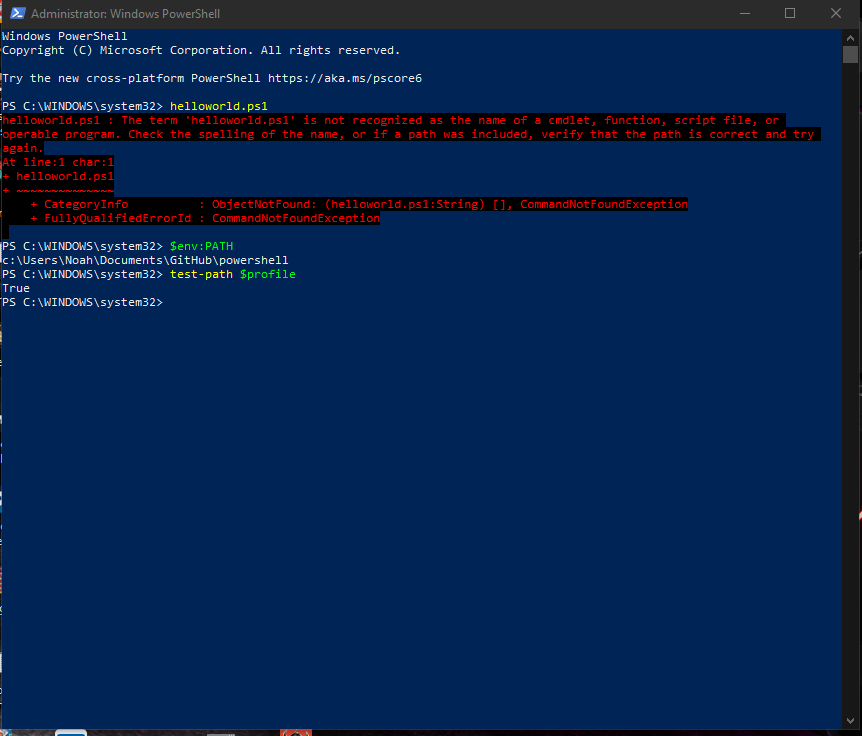 Administrator: Windows PowerShell
Windows PowerShell
Copyright (C) Microsoft Corporation. All rights reserved.
Try the new cross-platform PowerShell https://aka.ms/pscore6
PS C:\WINDOWS\system32> helloworld.ps1
helloworld.ps1 : The term 'helloworld.ps1' is not recognized as the name of a cmdlet, function, script file, or
operable program. Check the spelling of the name, or if a path was included, verify that the path is correct and try
again.
At line:1 char:1
+ helloworld.ps1
+ ~~~~~~~~~~~~~~
    + CategoryInfo          : ObjectNotFound: (helloworld.ps1:String) [], CommandNotFoundException
    + FullyQualifiedErrorId : CommandNotFoundException
PS C:\WINDOWS\system32> $env:PATH
c:\Users\Noah\Documents\GitHub\powershell
PS C:\WINDOWS\system32> test-path $profile
True
PS C:\WINDOWS\system32>